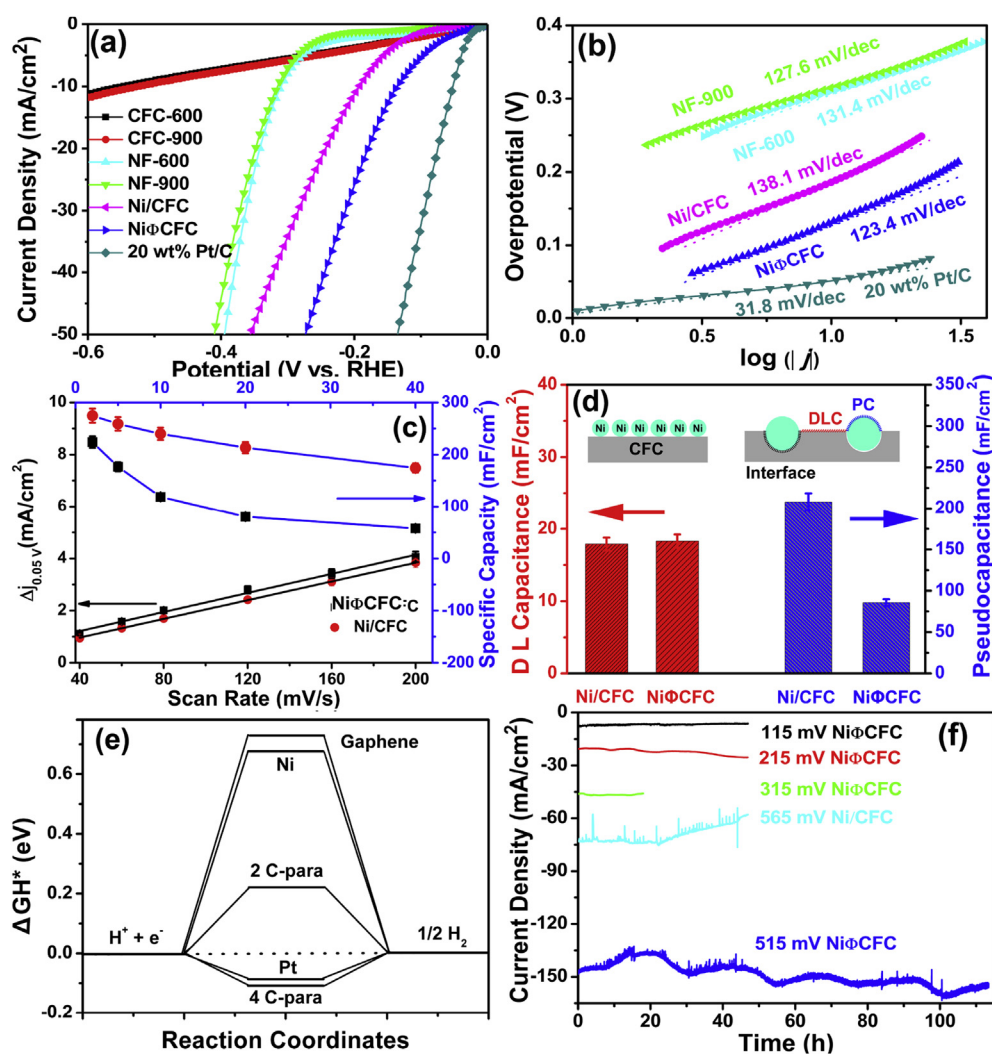 (a)
0
-10
-20
-30
-40
-50
Current Density (mA/cm²)
CFC-600
CFC-900
NF-600
NF-900
Ni/CFC
NiΦCFC
20 wt% Pt/C
-0.6
-0.4
-0.2
0.0
Potential (V vs. RHE)
(b)
0.4
0.3
0.2
0.1
0.0
Overpotential (V)
NF-900 127.6 mV/dec
NF-600 131.4 mV/dec
Ni/CFC 138.1 mV/dec
NiΦCFC 123.4 mV/dec
31.8 mV/dec 20 wt% Pt/C
0.0
0.5
1.0
1.5
log (| j|)
(c)
0 10 20 30 40
10
8
6
4
2
0
Δj0.05 V(mA/cm²)
300
200
100
0
-100
-200
Specific Capacity (mF/cm²)
NiΦCFC
Ni/CFC
40 80 120 160 200
Scan Rate (mV/s)
(d)
40
30
20
10
0
D L Capacitance (mF/cm²)
Ni Ni Ni Ni Ni Ni
CFC
DLC
PC
Interface
350
300
250
200
150
100
50
0
Pseudocapacitance (mF/cm²)
Ni/CFC NiΦCFC
Ni/CFC NiΦCFC
(e)
0.6
0.4
0.2
0.0
-0.2
ΔGH* (eV)
Gaphene
Ni
2 C-para
H⁺ + e⁻
1/2 H₂
Pt
4 C-para
Reaction Coordinates
(f)
0
-30
-60
-90
-120
-150
Current Density (mA/cm²)
115 mV NiΦCFC
215 mV NiΦCFC
315 mV NiΦCFC
565 mV Ni/CFC
515 mV NiΦCFC
0 20 40 60 80 100
Time (h)